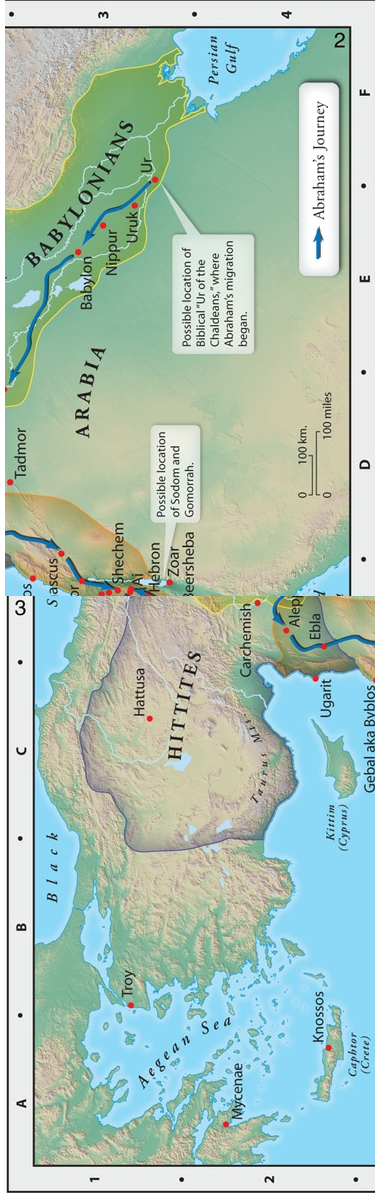 3
4
2
F
E
D
Persian
Gulf
BABYLONIANS
Ur
Uruk
Nippur
Babylon
Abraham's Journey
Possible location of
Biblical "Ur of the
Chaldeans," where
Abraham's migration
began.
ARABIA
Tadmor
Possible location
of Sodom and
Gomorrah.
0 100 km.
0 100 miles
ascus
Shechem
Ai
Hebron
Zoar
eersheba
3
C
B
A
1
2
Black
Hattusa
HITTITES
Carchemish
Alep
Ebla
Ugarit
Gebal aka Byblos
Taurus Mts.
Kittim
(Cyprus)
Troy
Aegean Sea
Mycenae
Knossos
Caphtor
(Crete)